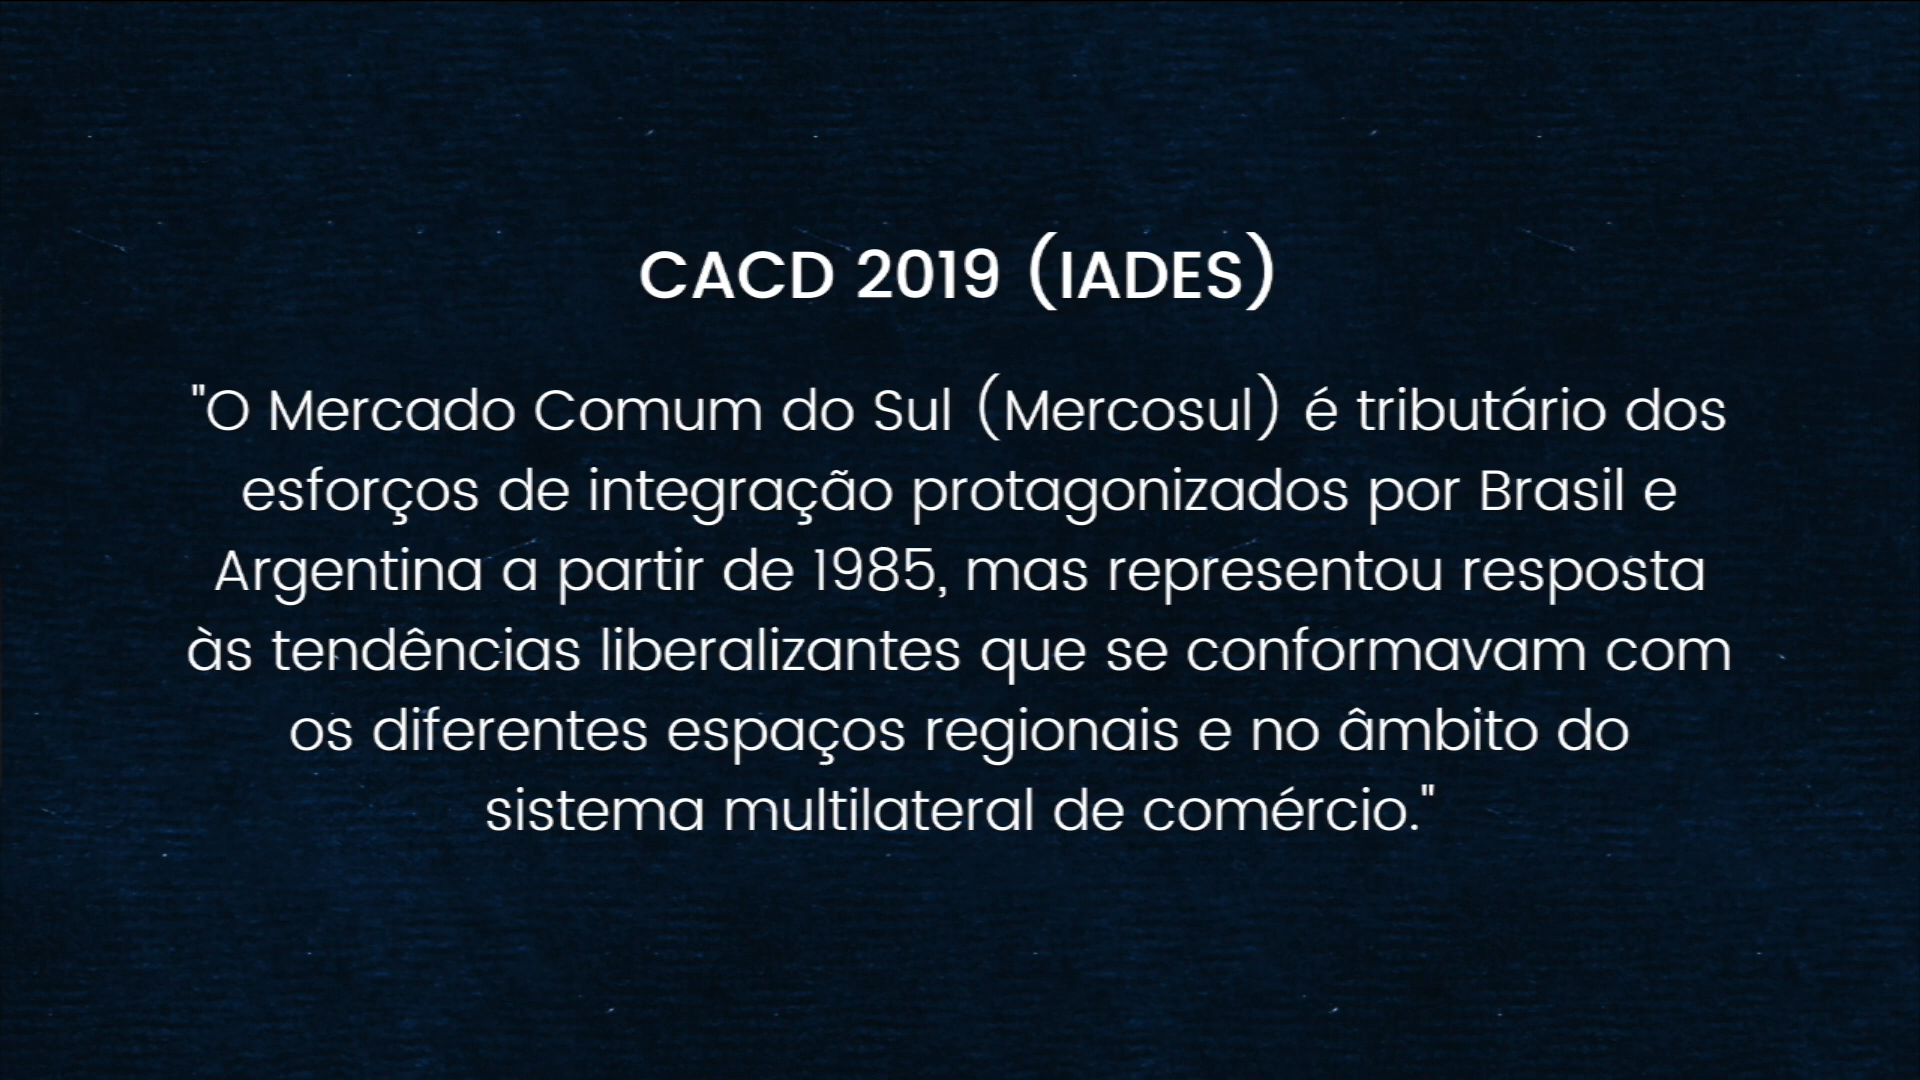 CACD 2019 (IADES)
"O Mercado Comum do Sul (Mercosul) é tributário dos
esforços de integração protagonizados por Brasil e
Argentina a partir de 1985, mas representou resposta
às tendências liberalizantes que se conformavam com
os diferentes espaços regionais e no âmbito do
sistema multilateral de comércio."